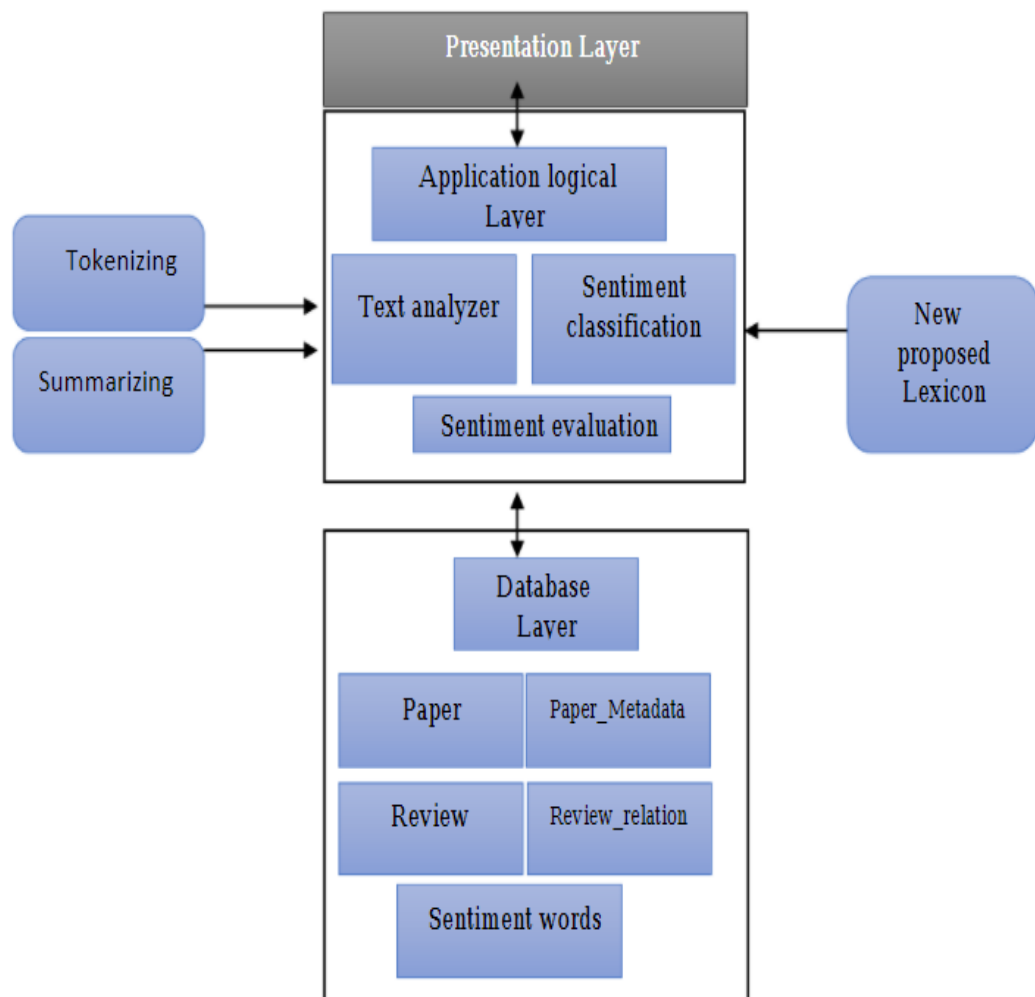 Presentation Layer
Application logical
Layer
Tokenizing
Summarizing
Text analyzer
Sentiment
classification
Sentiment evaluation
New
proposed
Lexicon
Database
Layer
Paper
Paper_Metadata
Review
Review_relation
Sentiment words